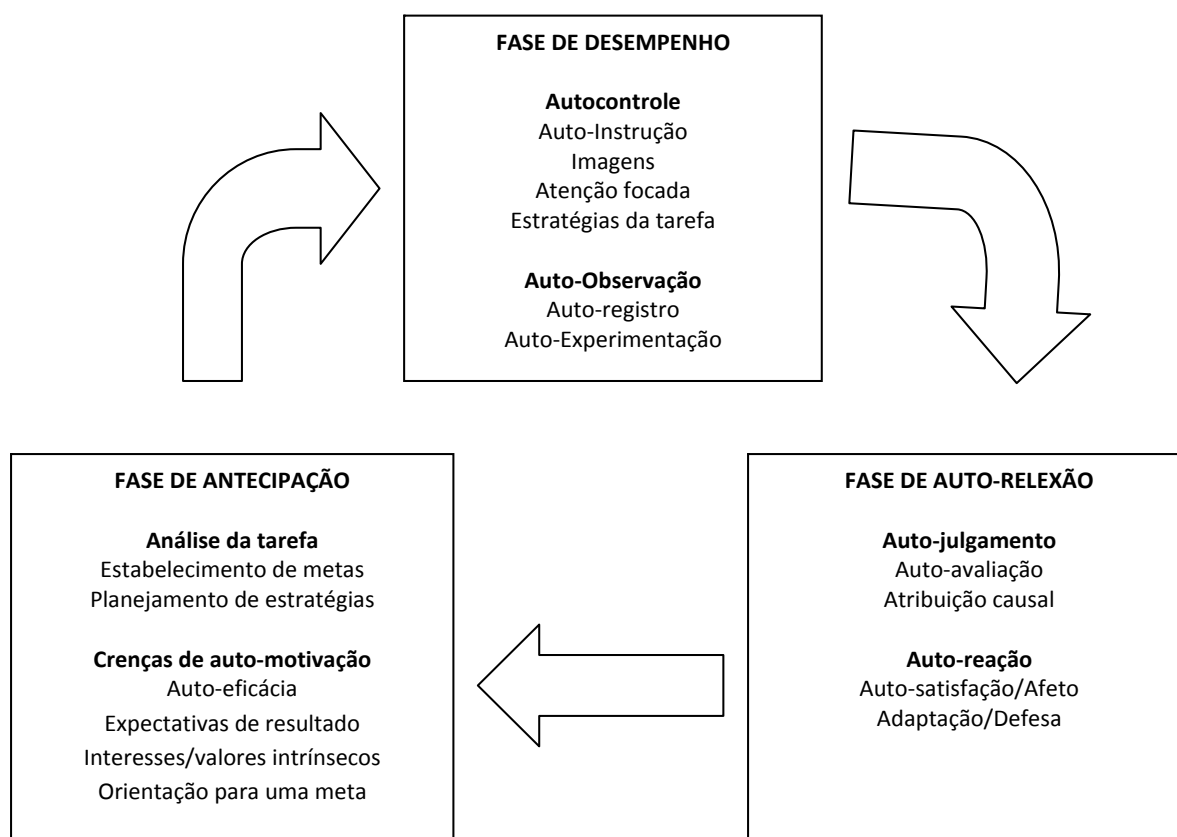 FASE DE DESEMPENHO
Autocontrole
Auto-Instrução
Imagens
Atenção focada
Estratégias da tarefa
Auto-Observação
Auto-registro
Auto-Experimentação
FASE DE ANTECIPAÇÃO
Análise da tarefa
Estabelecimento de metas
Planejamento de estratégias
Crenças de auto-motivação
Auto-eficácia
Expectativas de resultado
Interesses/valores intrínsecos
Orientação para uma meta
FASE DE AUTO-RELEXÃO
Auto-julgamento
Auto-avaliação
Atribuição causal
Auto-reação
Auto-satisfação/Afeto
Adaptação/Defesa